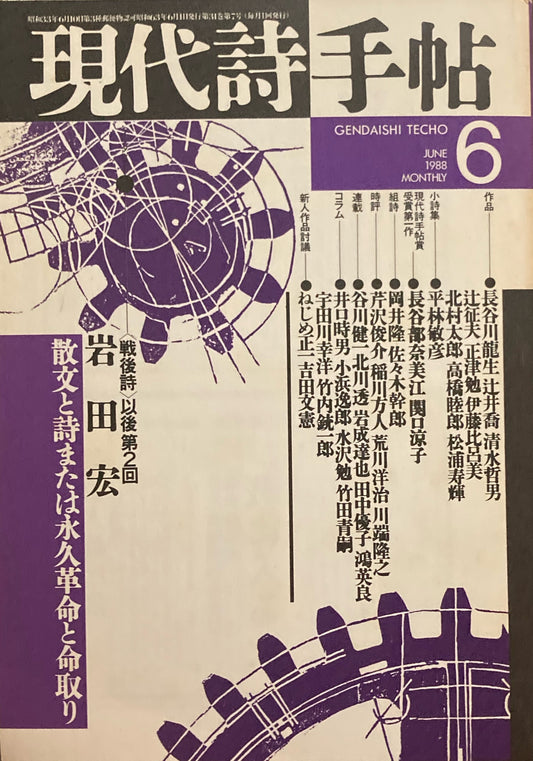 昭和33年6月10日第3種郵便物認可昭和63年6月1日発行第31巻第7号(毎月1回発行)
現代詩手帖
GENDAISHI TECHO
6
JUNE
1988
MONTHLY
作品
長谷川龍生 辻井喬 清水哲男
辻征夫 正津勉 伊藤比呂美
北村太郎 高橋睦郎 松浦寿輝
小詩集
平林敏彦
現代詩手帖賞
受賞第一作
長谷部奈美江 関口涼子
組詩
岡井隆 佐々木幹郎
時評
芹沢俊介 稲川方人 荒川洋治 川端隆之
連載
谷川健一 北川透 岩成達也 田中優子 鴻英良
コラム
井口時男 小浜逸郎 水沢勉 竹田青嗣
宇田川幸洋 竹内銃一郎
新人作品討議
ねじめ正一 吉田文憲
〈戦後詩〉以後第2回
岩田宏
散文と詩または永久革命と命取り